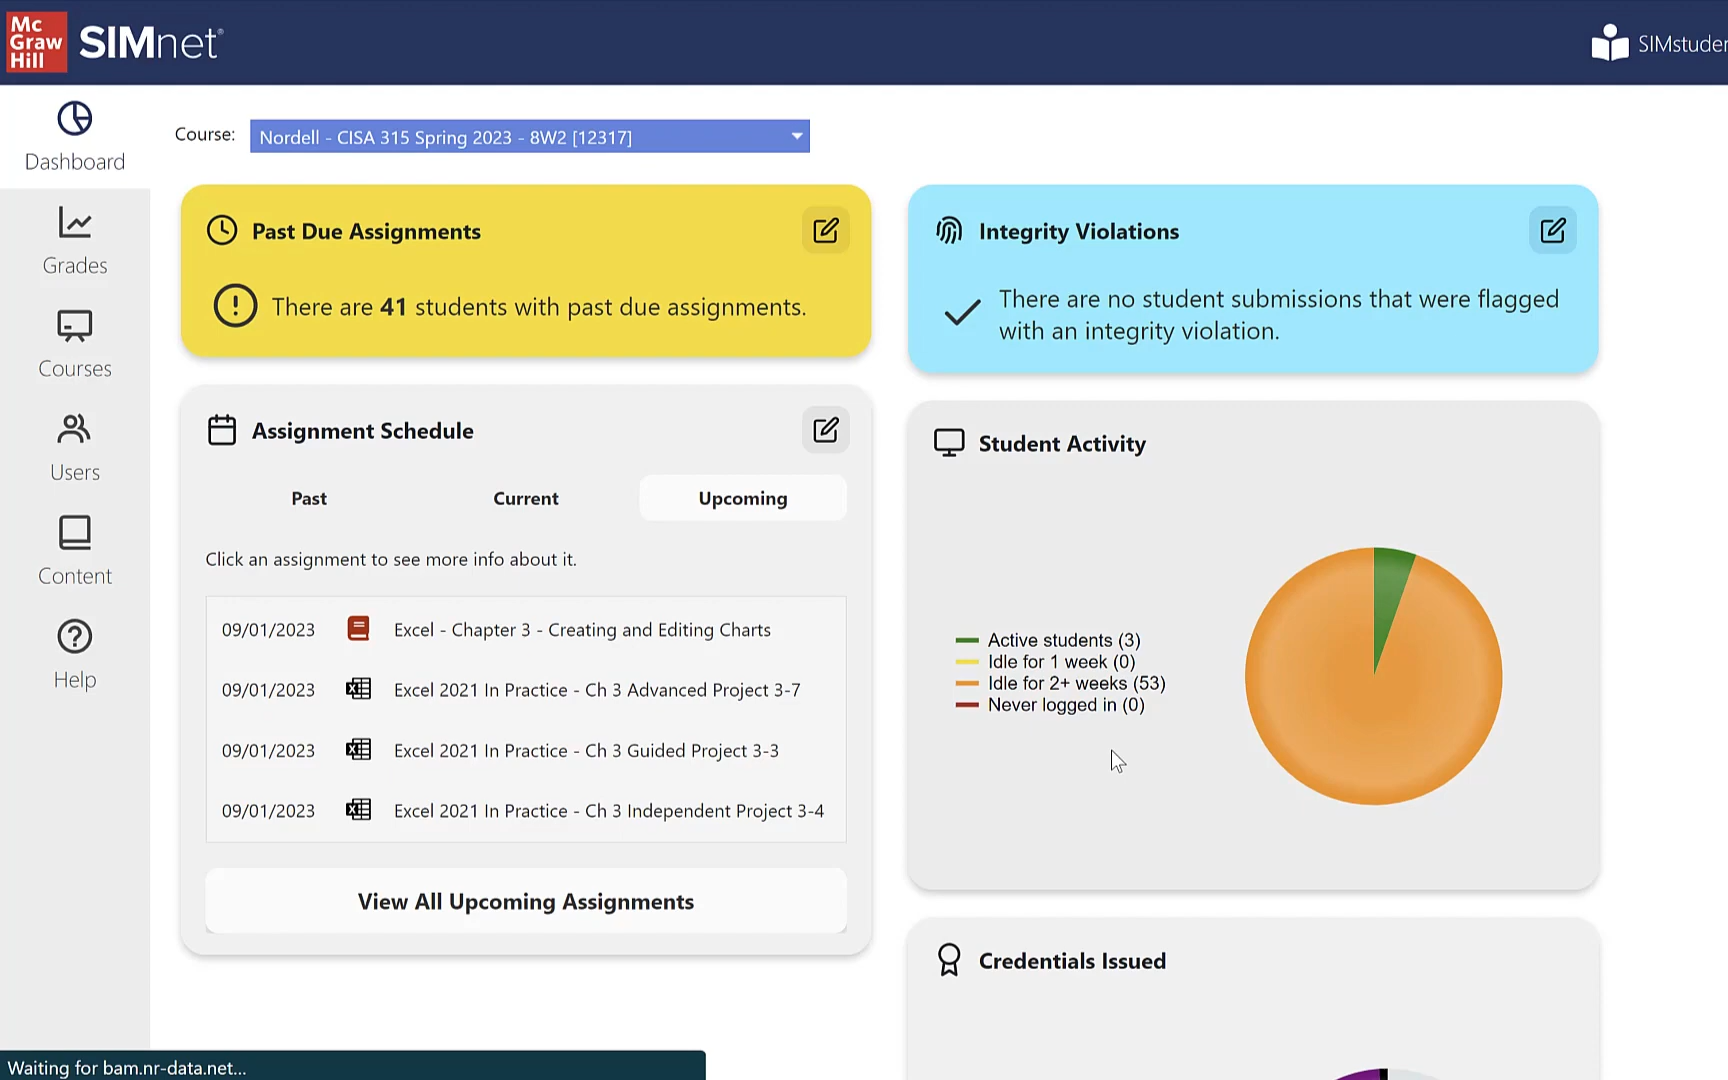 Mc
Graw
Hill
SIMnet®
SIMstuder
Dashboard
Grades
Courses
Users
Content
Help
Course:
Nordell - CISA 315 Spring 2023 - 8W2 [12317]
Past Due Assignments
There are 41 students with past due assignments.
Integrity Violations
There are no student submissions that were flagged
with an integrity violation.
Assignment Schedule
Past
Current
Upcoming
Click an assignment to see more info about it.
09/01/2023 Excel - Chapter 3 - Creating and Editing Charts
09/01/2023 Excel 2021 In Practice - Ch 3 Advanced Project 3-7
09/01/2023 Excel 2021 In Practice - Ch 3 Guided Project 3-3
09/01/2023 Excel 2021 In Practice - Ch 3 Independent Project 3-4
View All Upcoming Assignments
Student Activity
Active students (3)
Idle for 1 week (0)
Idle for 2+ weeks (53)
Never logged in (0)
Credentials Issued
Waiting for bam.nr-data.net...